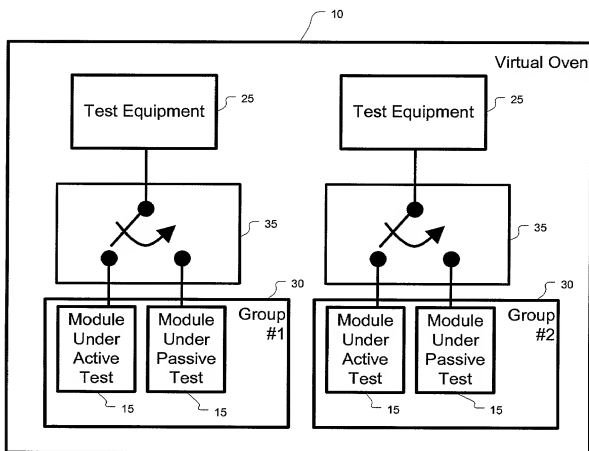 10
Virtual Oven
Test Equipment
25
Test Equipment
25
35
35
30
30
Module
Under
Active
Test
Module
Under
Passive
Test
Group
#1
Module
Under
Active
Test
Module
Under
Passive
Test
Group
#2
15
15
15
15